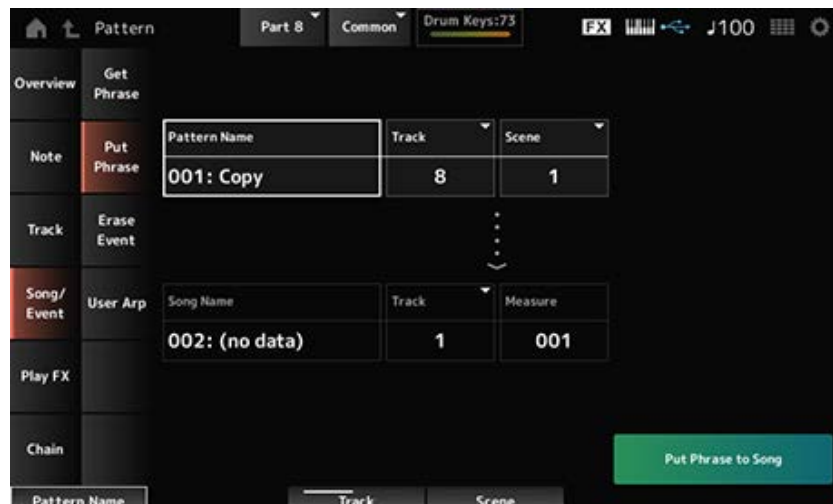 Pattern
Part 8
Common
Drum Keys:73
FX
♩100
Overview
Get
Phrase
Note
Put
Phrase
Track
Erase
Event
Song/
Event
User Arp
Play FX
Chain
Pattern Name
Track
Scene
001: Copy
8
1
Song Name
Track
Measure
002: (no data)
1
001
Put Phrase to Song
Pattern Name
Track
Scene